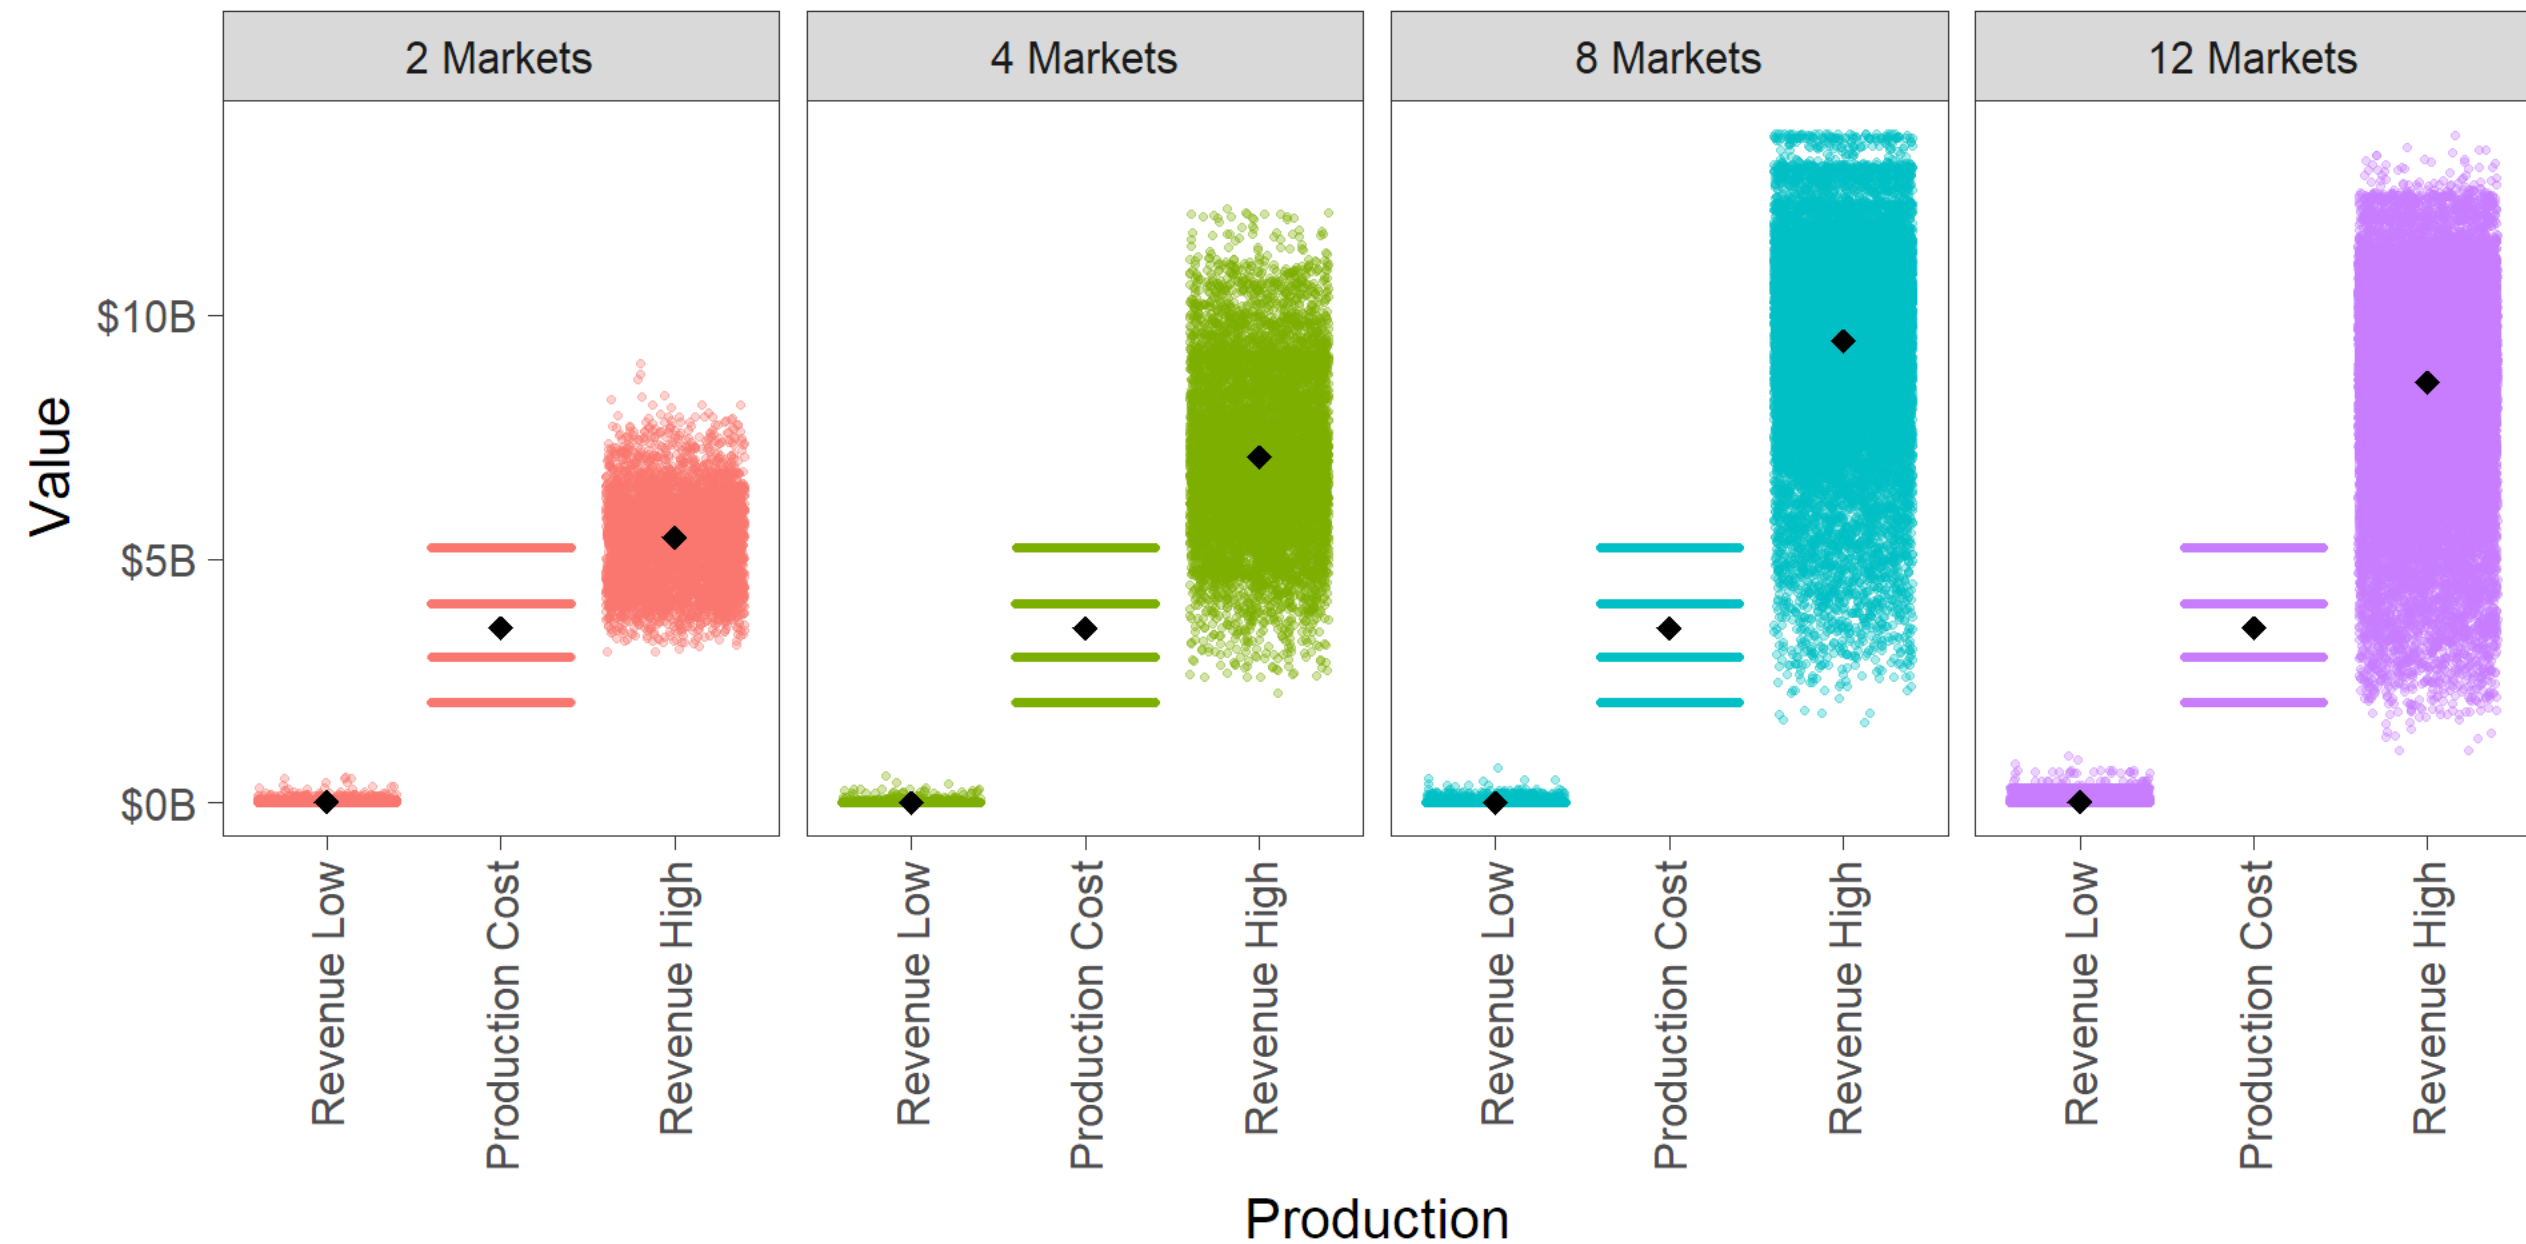 2 Markets
4 Markets
8 Markets
12 Markets
Value
$10B
$5B
$0B
Revenue Low
Production Cost
Revenue High
Revenue Low
Production Cost
Revenue High
Revenue Low
Production Cost
Revenue High
Revenue Low
Production Cost
Revenue High
Production